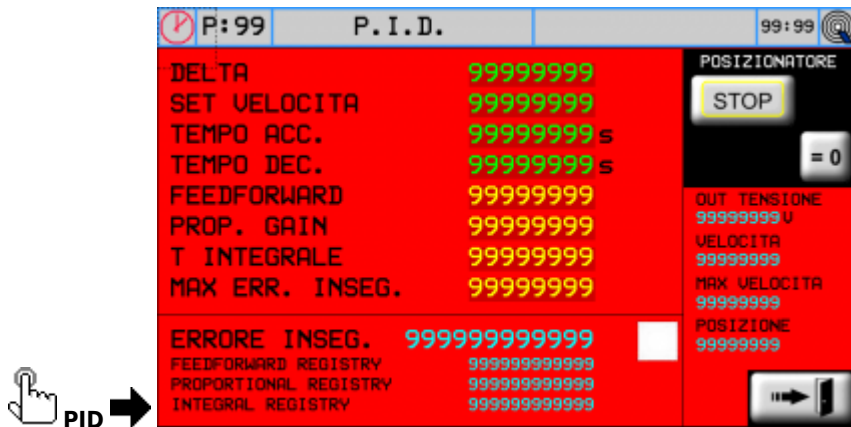 P:99 P.I.D. 99:99
DELTA 99999999
SET VELOCITA 99999999
TEMPO ACC. 99999999 s
TEMPO DEC. 99999999 s
FEEDFORWARD 99999999
PROP. GAIN 99999999
T INTEGRALE 99999999
MAX ERR. INSEG. 99999999
ERRORE INSEG. 999999999999
FEEDFORWARD REGISTRY 999999999999
PROPORTIONAL REGISTRY 999999999999
INTEGRAL REGISTRY 999999999999
POSIZIONATORE
STOP
= 0
OUT TENSIONE
99999999 V
VELOCITA
99999999
MAX VELOCITA
99999999
POSIZIONE
99999999
PID